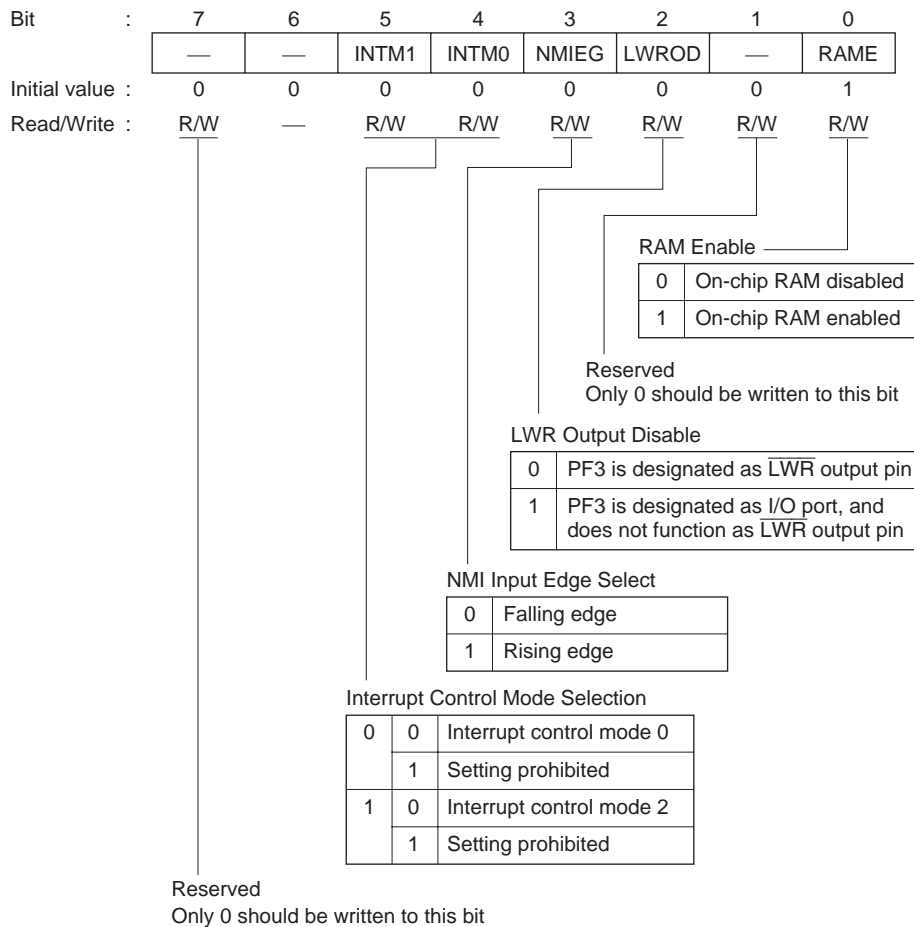 Bit : 7 6 5 4 3 2 1 0
— — INTM1 INTM0 NMIEG LWROD — RAME
Initial value : 0 0 0 0 0 0 0 1
Read/Write : R/W — R/W R/W R/W R/W R/W R/W
RAM Enable
0 On-chip RAM disabled
1 On-chip RAM enabled
Reserved
Only 0 should be written to this bit
LWR Output Disable
0 PF3 is designated as L̅W̅R̅ output pin
1 PF3 is designated as I/O port, and
does not function as L̅W̅R̅ output pin
NMI Input Edge Select
0 Falling edge
1 Rising edge
Interrupt Control Mode Selection
0 0 Interrupt control mode 0
1 Setting prohibited
1 0 Interrupt control mode 2
1 Setting prohibited
Reserved
Only 0 should be written to this bit